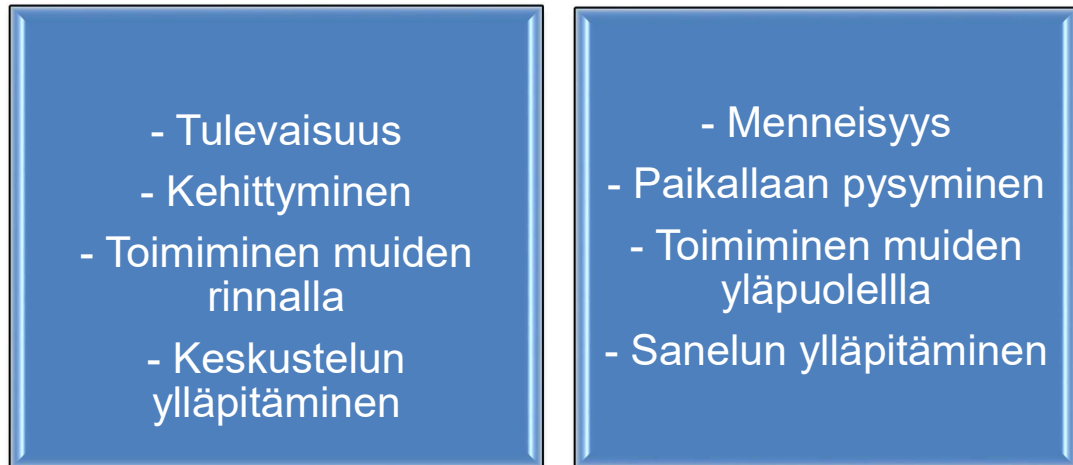 - Tulevaisuus
- Kehittyminen
- Toimiminen muiden
rinnalla
- Keskustelun
ylläpitäminen
- Menneisyys
- Paikallaan pysyminen
- Toimiminen muiden
yläpuolellla
- Sanelun ylläpitäminen